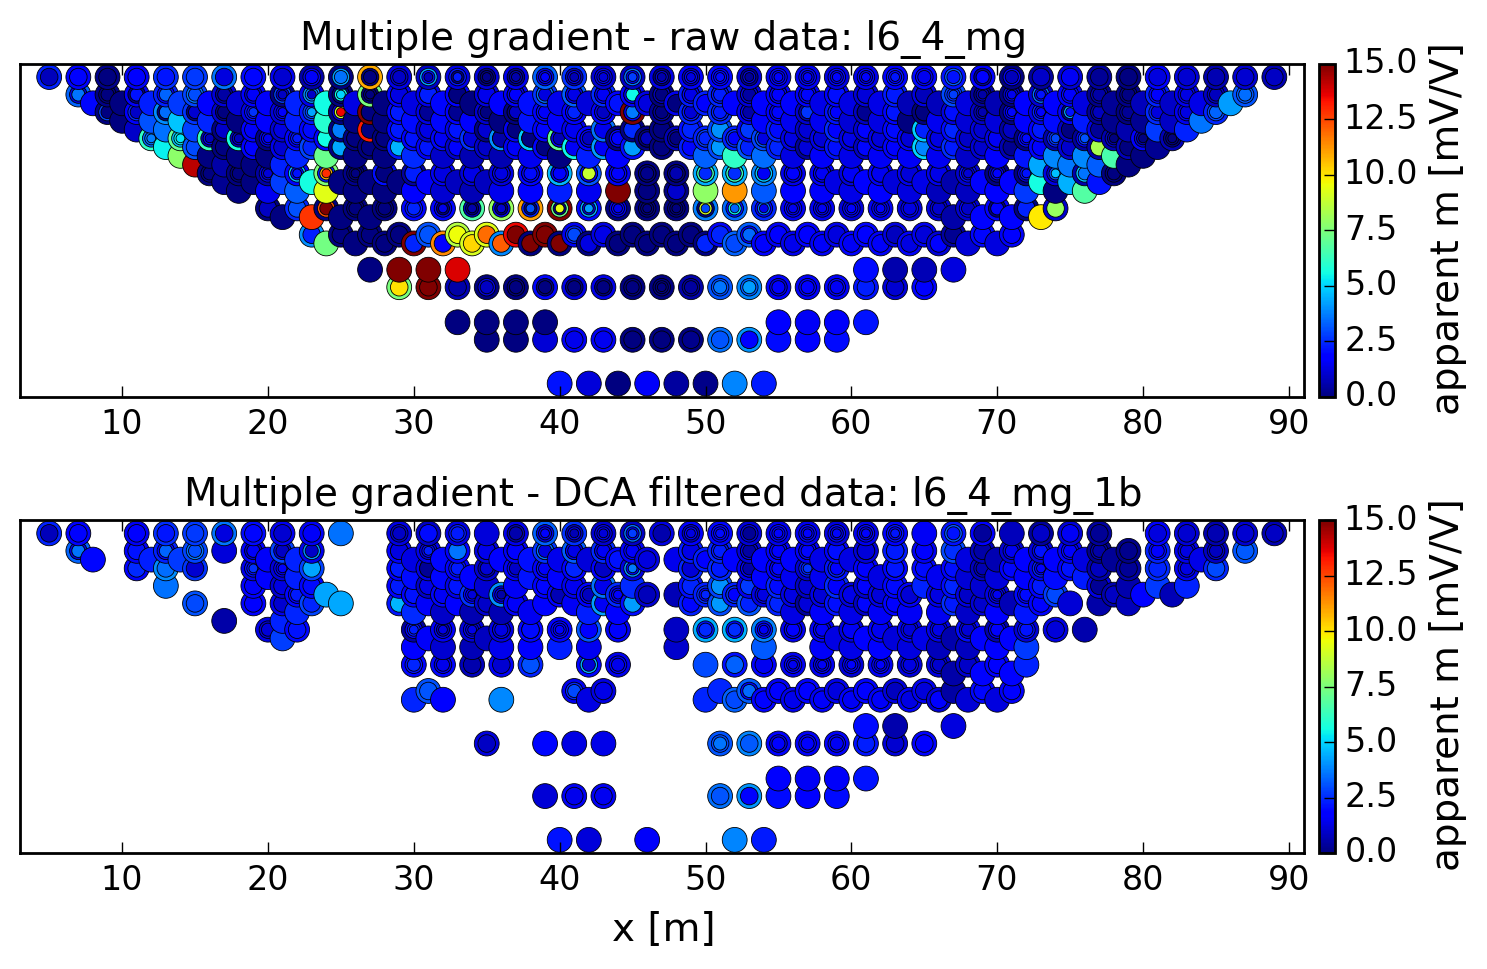 Multiple gradient - raw data: l6_4_mg
15.0
12.5
10.0
7.5
5.0
2.5
0.0
apparent m [mV/V]
10 20 30 40 50 60 70 80 90
Multiple gradient - DCA filtered data: l6_4_mg_1b
15.0
12.5
10.0
7.5
5.0
2.5
0.0
apparent m [mV/V]
10 20 30 40 50 60 70 80 90
x [m]